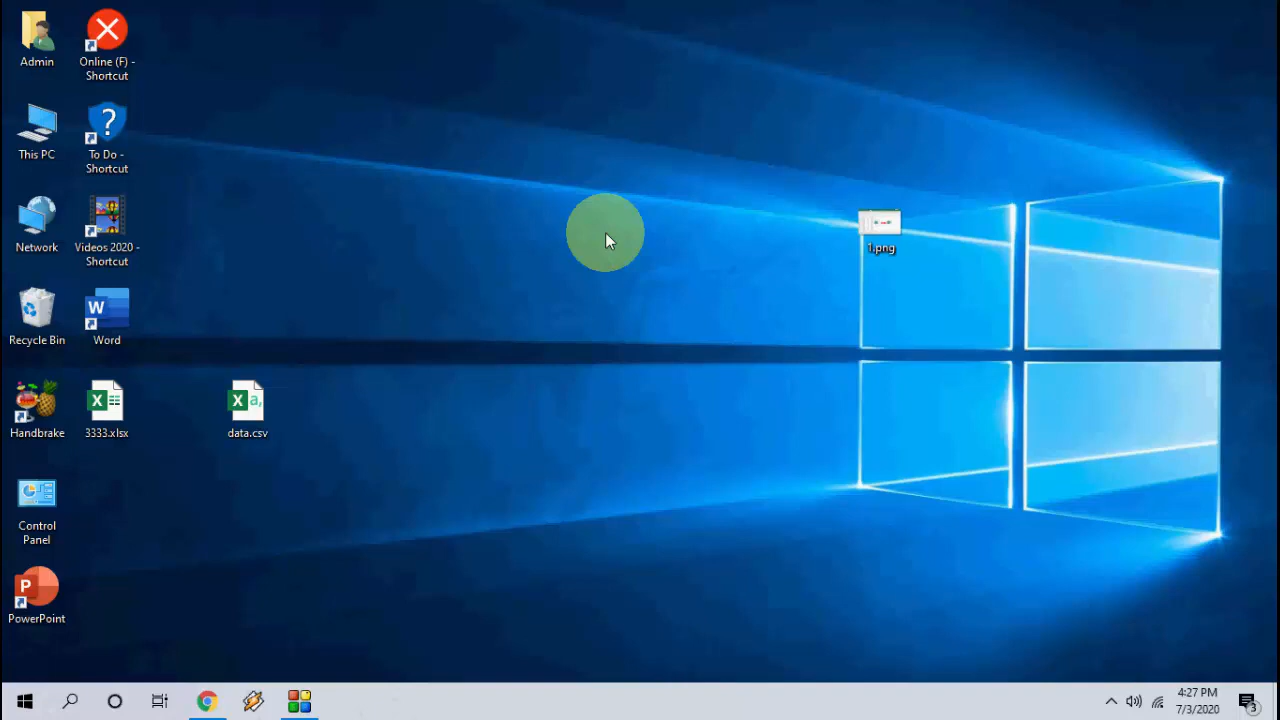 Admin
Online (F) -
Shortcut
This PC
To Do -
Shortcut
Network
Videos 2020 -
Shortcut
Recycle Bin
W
Word
Handbrake
3333.xlsx
a,
data.csv
Control
Panel
P
PowerPoint
1.png
4:27 PM
7/3/2020
3